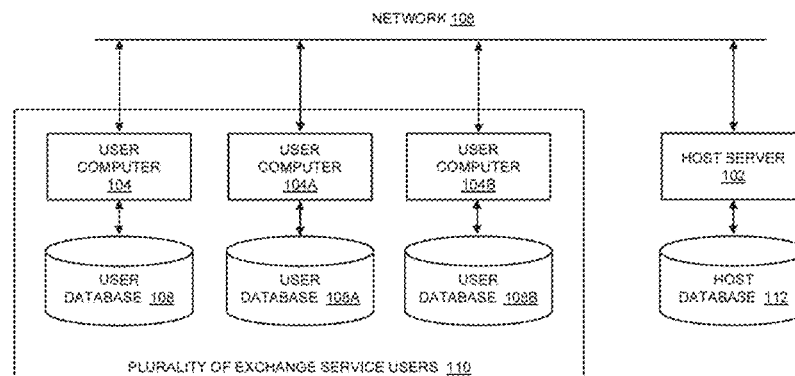 NETWORK 108
USER
COMPUTER
104
USER
COMPUTER
104A
USER
COMPUTER
104B
HOST SERVER
102
USER
DATABASE 108
USER
DATABASE 108A
USER
DATABASE 108B
HOST
DATABASE 112
PLURALITY OF EXCHANGE SERVICE USERS 110